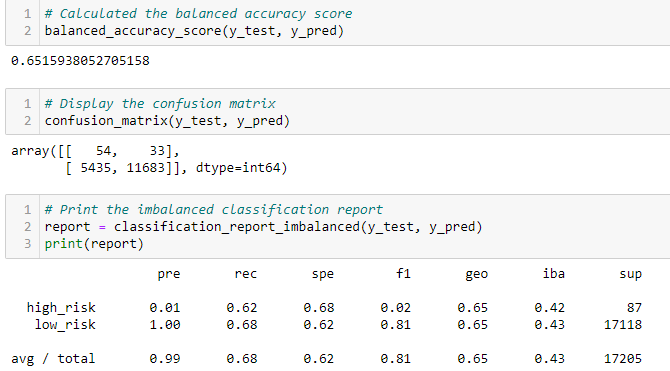 1 # Calculated the balanced accuracy score
2 balanced_accuracy_score(y_test, y_pred)
0.6515938052705158
1 # Display the confusion matrix
2 confusion_matrix(y_test, y_pred)
array([[   54,    33],
       [ 5435, 11683]], dtype=int64)
1 # Print the imbalanced classification report
2 report = classification_report_imbalanced(y_test, y_pred)
3 print(report)
pre rec spe f1 geo iba sup
high_risk 0.01 0.62 0.68 0.02 0.65 0.42 87
low_risk 1.00 0.68 0.62 0.81 0.65 0.43 17118
avg / total 0.99 0.68 0.62 0.81 0.65 0.43 17205